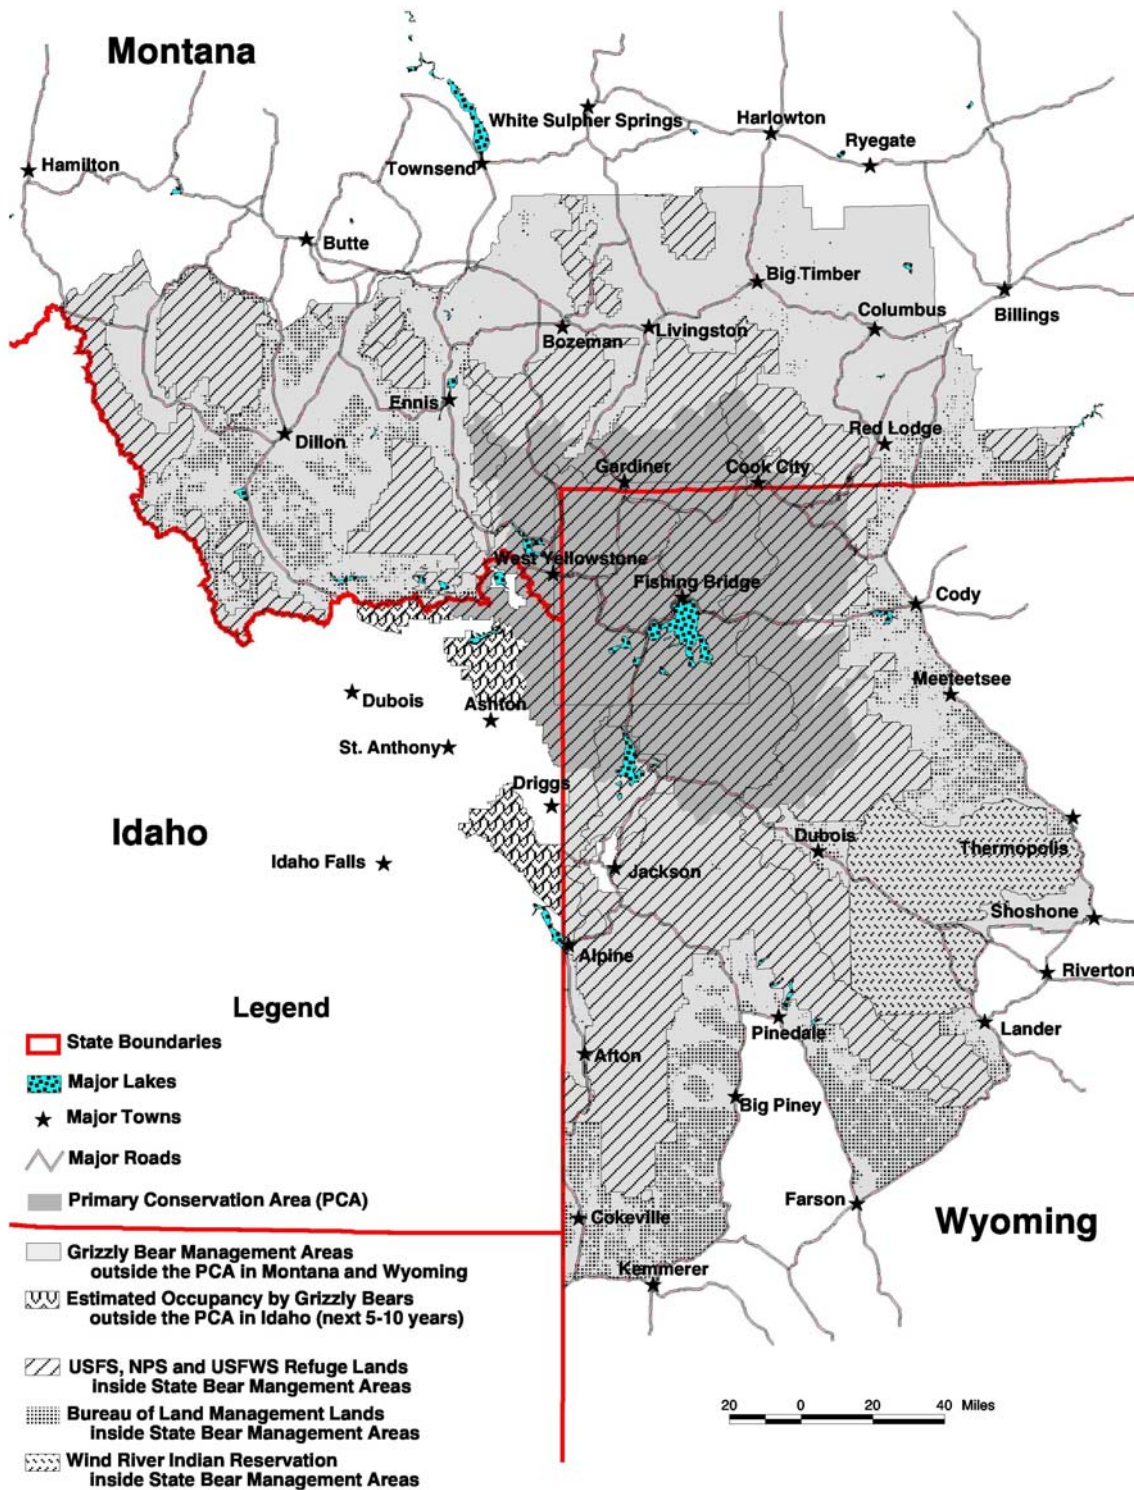 Montana
White Sulpher Springs
Harlowton
Ryegate
Hamilton
Townsend
Butte
Big Timber
Billings
Columbus
Bozeman
Livingston
Ennis
Dillon
Red Lodge
Gardiner
Cook City
West Yellowstone
Fishing Bridge
Cody
Meeteetsee
Dubois
Ashton
St. Anthony
Driggs
Idaho
Idaho Falls
Dubois
Thermopolis
Jackson
Shoshone
Alpine
Riverton
Pinedale
Lander
Afton
Big Piney
Farson
Wyoming
Cokeville
Kemmerer
Legend
State Boundaries
Major Lakes
Major Towns
Major Roads
Primary Conservation Area (PCA)
Grizzly Bear Management Areas
outside the PCA in Montana and Wyoming
Estimated Occupancy by Grizzly Bears
outside the PCA in Idaho (next 5-10 years)
USFS, NPS and USFWS Refuge Lands
inside State Bear Mangement Areas
Bureau of Land Management Lands
inside State Bear Management Areas
Wind River Indian Reservation
inside State Bear Management Areas
20 0 20 40 Miles